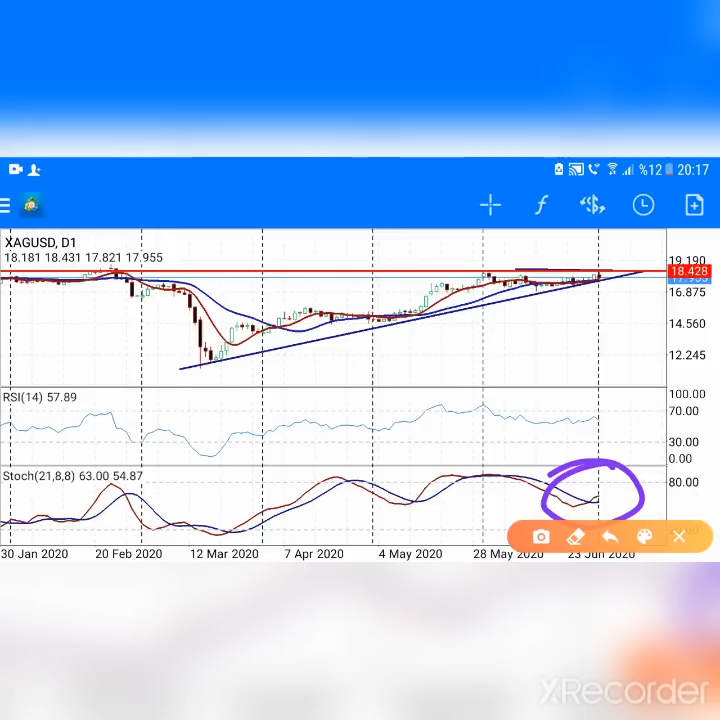 %12 20:17
XAGUSD, D1
18.181 18.431 17.821 17.955
19.190
18.428
16.875
14.560
12.245
RSI(14) 57.89
100.00
70.00
30.00
0.00
Stoch(21,8,8) 63.00 54.87
80.00
30 Jan 2020 20 Feb 2020 12 Mar 2020 7 Apr 2020 4 May 2020 28 May 2020 23 Jun 2020
XRecorder